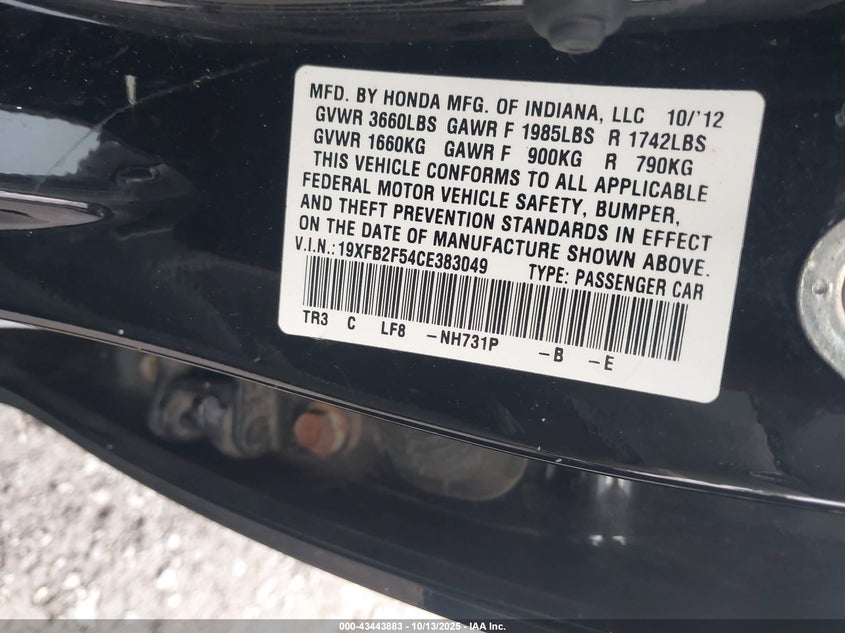 MFD. BY HONDA MFG. OF INDIANA, LLC 10/'12
GVWR 3660LBS GAWR F 1985LBS R 1742LBS
GVWR 1660KG GAWR F 900KG R 790KG
THIS VEHICLE CONFORMS TO ALL APPLICABLE
FEDERAL MOTOR VEHICLE SAFETY, BUMPER,
AND THEFT PREVENTION STANDARDS IN EFFECT
ON THE DATE OF MANUFACTURE SHOWN ABOVE.
V.I.N.:19XFB2F54CE383049 TYPE: PASSENGER CAR
TR3 C LF8 -NH731P -B -E
000-43443883 - 10/13/2025 - IAA Inc.